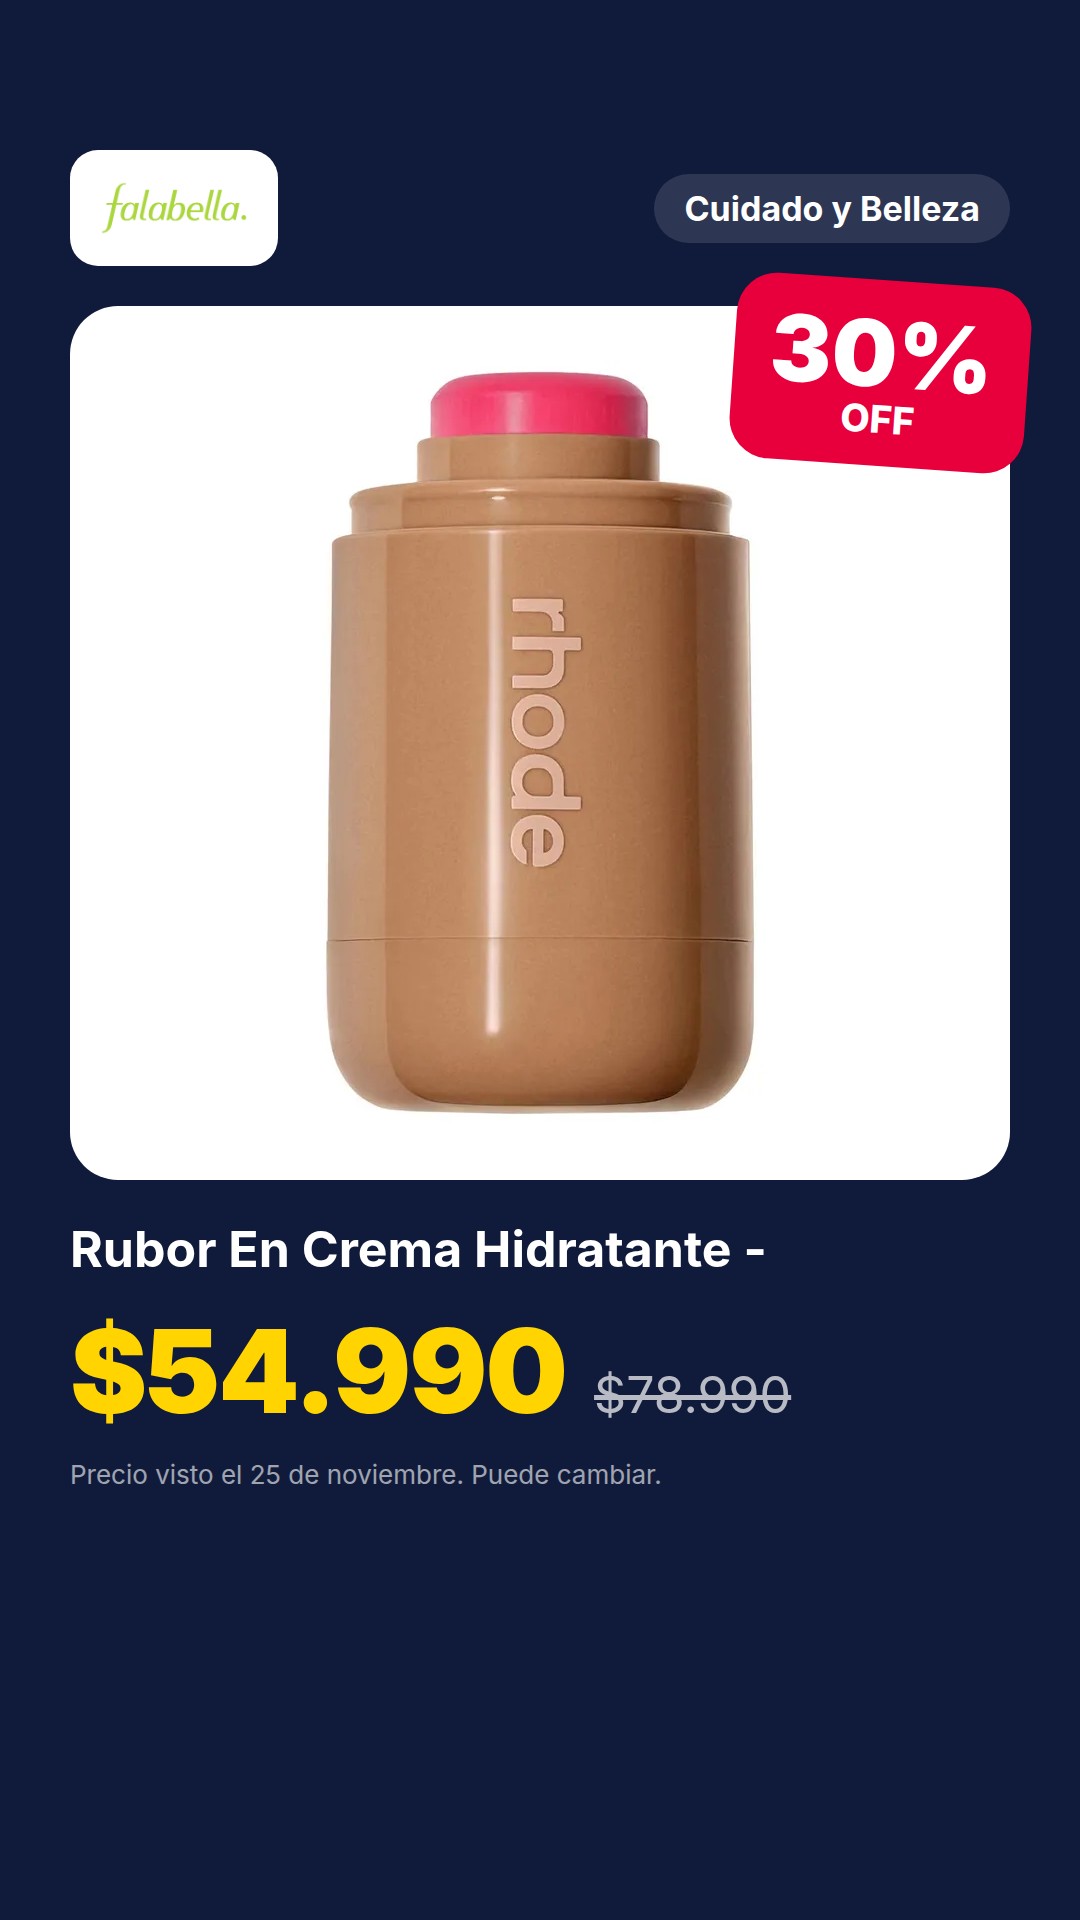 falabella.
Cuidado y Belleza
30%
OFF
rhode
Rubor En Crema Hidratante -
$54.990 $78.990
Precio visto el 25 de noviembre. Puede cambiar.